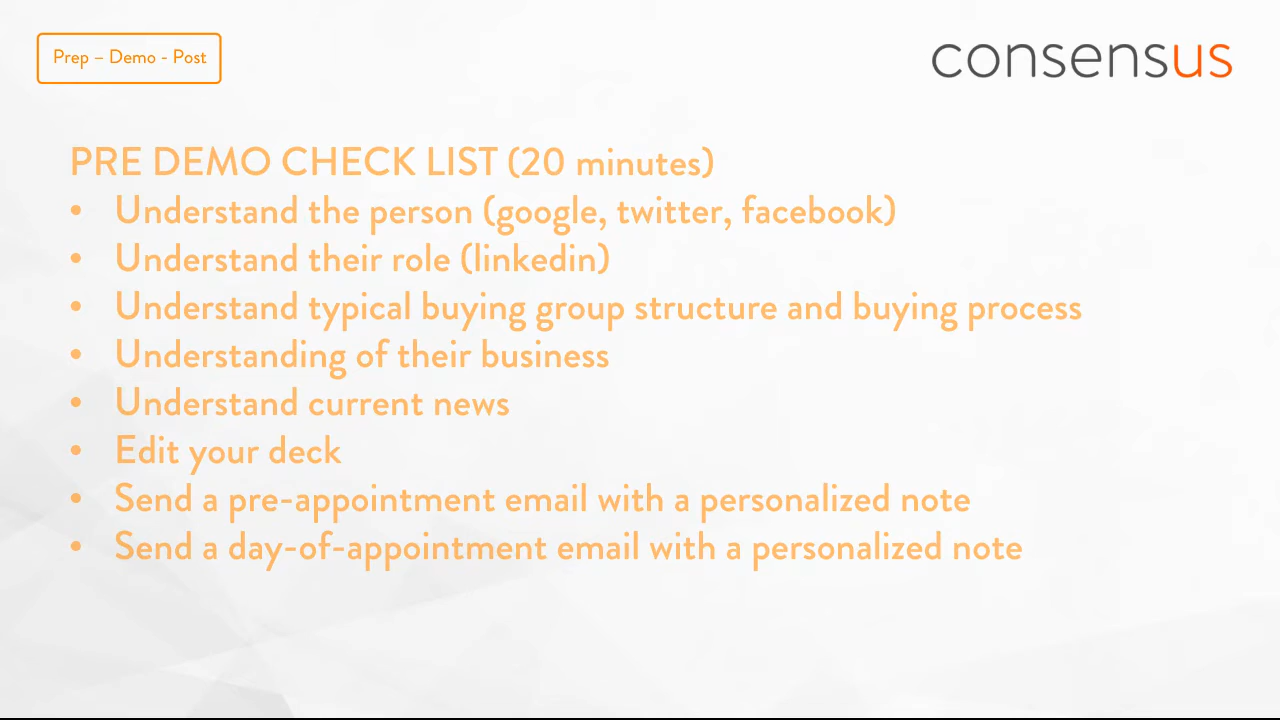 Prep – Demo - Post
consensus
PRE DEMO CHECK LIST (20 minutes)
• Understand the person (google, twitter, facebook)
• Understand their role (linkedin)
• Understand typical buying group structure and buying process
• Understanding of their business
• Understand current news
• Edit your deck
• Send a pre-appointment email with a personalized note
• Send a day-of-appointment email with a personalized note